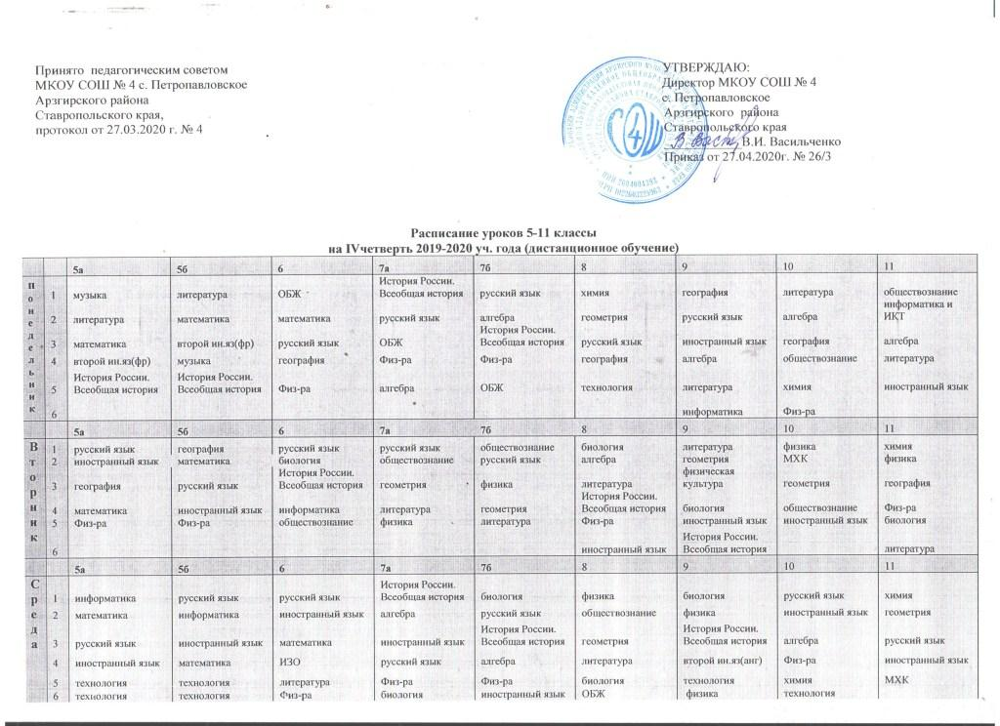 Принято педагогическим советом
МКОУ СОШ № 4 с. Петропавловское
Арзгирского района
Ставропольского края,
протокол от 27.03.2020 г. № 4
УТВЕРЖДАЮ:
Директор МКОУ СОШ № 4
с. Петропавловское
Арзгирского района
Ставропольского края
В.И. Васильченко
Приказ от 27.04.2020г. № 26/3
СОШ 4
Расписание уроков 5-11 классы
на IVчетверть 2019-2020 уч. года (дистанционное обучение)
5а 5б 6 7а 7б 8 9 10 11
Понедельник
История России.
1 музыка литература ОБЖ Всеобщая история русский язык химия география литература обществознание
информатика и
2 литература математика математика русский язык алгебра геометрия русский язык алгебра ИКТ
История России.
3 математика второй ин.яз(фр) русский язык ОБЖ Всеобщая история русский язык иностранный язык география алгебра
4 второй ин.яз(фр) музыка география Физ-ра Физ-ра география алгебра обществознание литература
История России. История России.
5 Всеобщая история Всеобщая история Физ-ра алгебра ОБЖ технология литература химия иностранный язык
6 информатика Физ-ра
5а 5б 6 7а 7б 8 9 10 11
Вторник
1 русский язык география русский язык русский язык обществознание биология литература физика химия
2 иностранный язык математика биология обществознание русский язык алгебра геометрия МХК физика
История России. физическая
3 география русский язык Всеобщая история геометрия физика литература культура геометрия география
История России.
4 математика иностранный язык информатика литература геометрия Всеобщая история биология обществознание Физ-ра
5 Физ-ра Физ-ра обществознание физика литература Физ-ра иностранный язык иностранный язык биология
История России.
6 иностранный язык Всеобщая история литература
5а 5б 6 7а 7б 8 9 10 11
Среда
История России.
1 информатика русский язык русский язык Всеобщая история биология физика биология русский язык химия
2 математика информатика иностранный язык алгебра русский язык обществознание физика иностранный язык геометрия
История России. История России.
3 русский язык иностранный язык математика иностранный язык Всеобщая история геометрия Всеобщая история алгебра русский язык
4 иностранный язык математика ИЗО русский язык алгебра литература второй ин.яз(анг) Физ-ра иностранный язык
5 технология технология литература Физ-ра Физ-ра биология технология химия МХК
6 технология технология Физ-ра биология иностранный язык ОБЖ физика технология